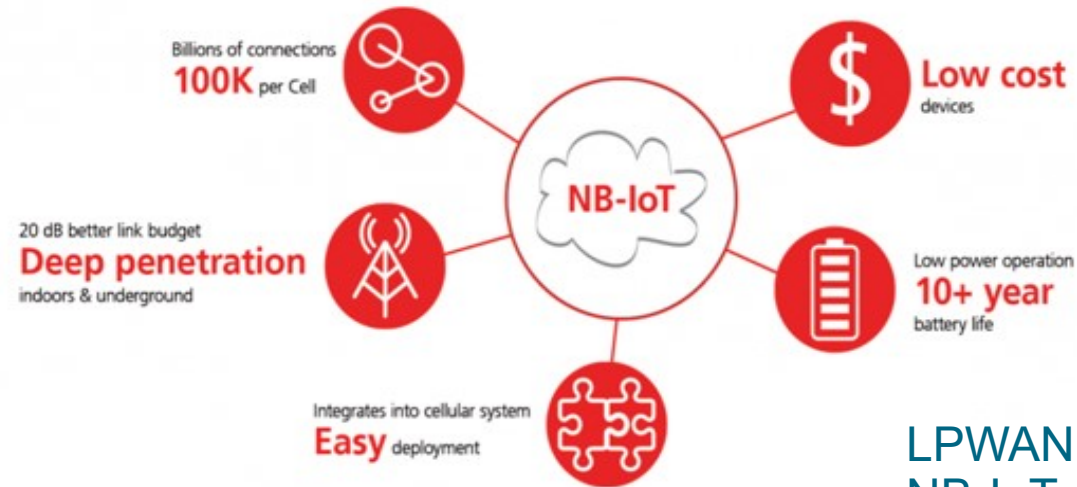 Billions of connections
100K per Cell
$
Low cost
devices
NB-IoT
20 dB better link budget
Deep penetration
indoors & underground
Low power operation
10+ year
battery life
Integrates into cellular system
Easy deployment
LPWAN